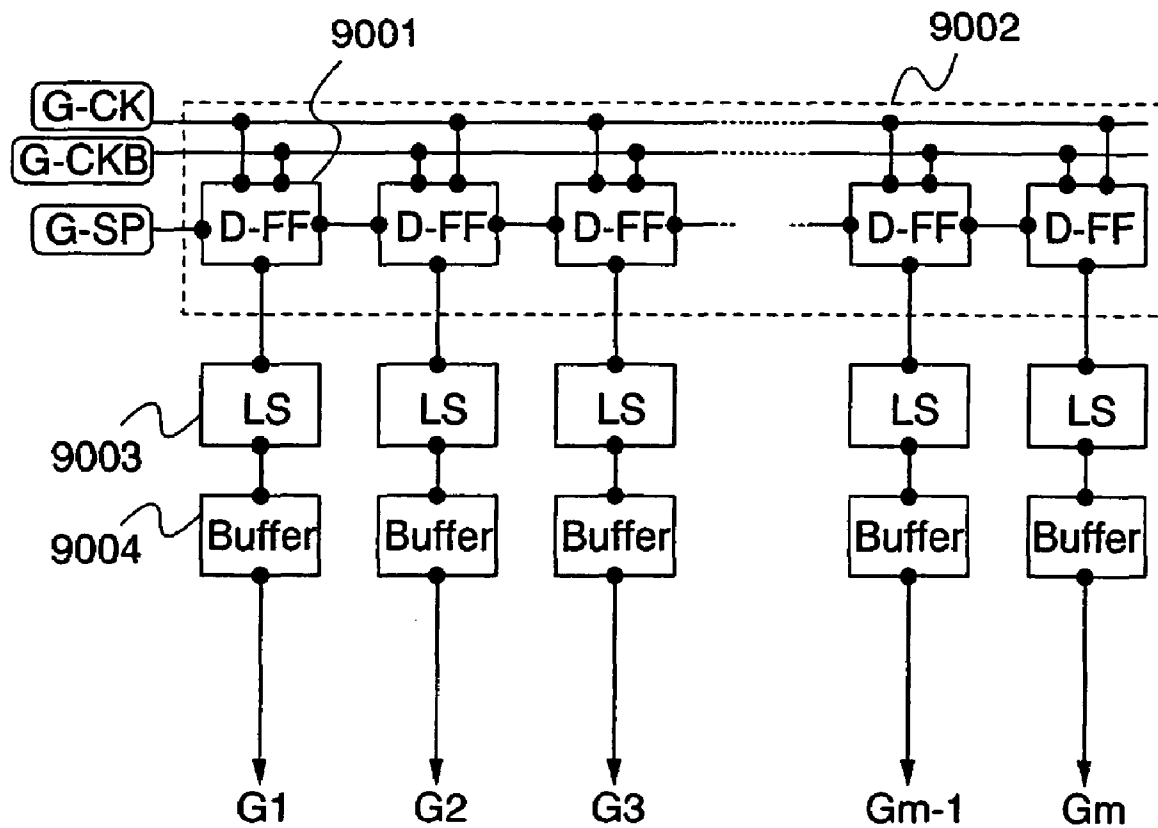 9001 9002
G-CK
G-CKB
G-SP D-FF D-FF D-FF D-FF D-FF
LS LS LS LS LS
9003
Buffer Buffer Buffer Buffer Buffer
9004
G1 G2 G3 Gm-1 Gm